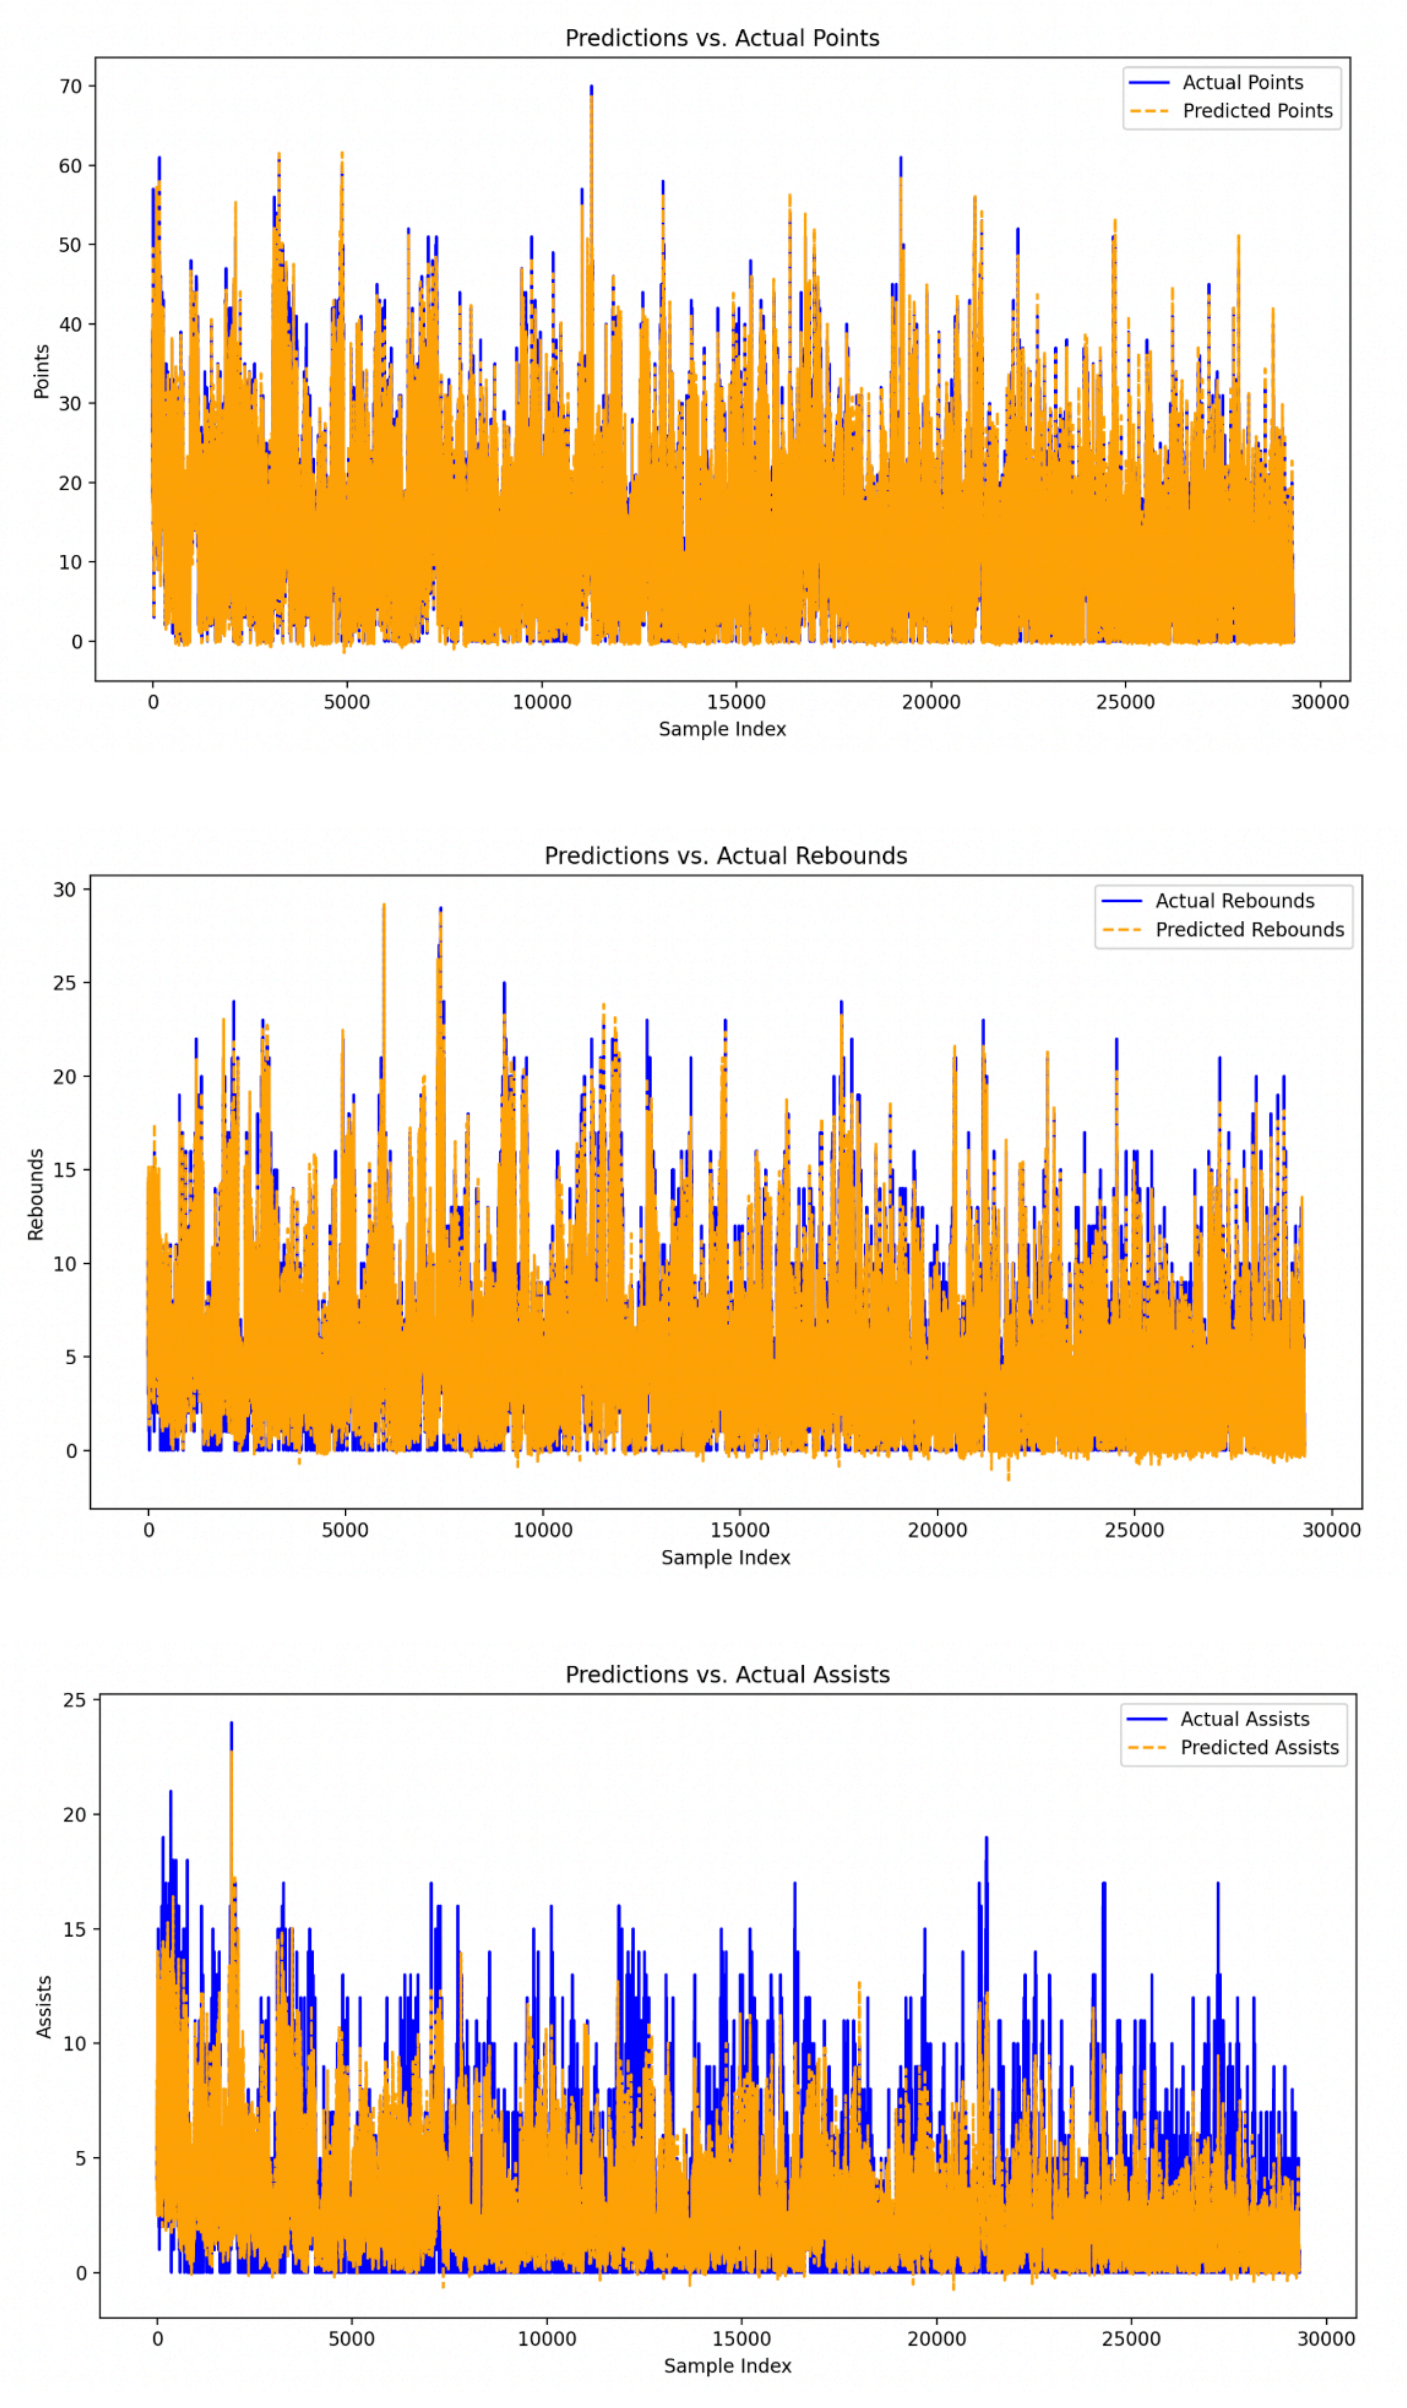 Predictions vs. Actual Points
Actual Points
Predicted Points
70
60
50
40
30
20
10
0
Points
0 5000 10000 15000 20000 25000 30000
Sample Index
Predictions vs. Actual Rebounds
Actual Rebounds
Predicted Rebounds
30
25
20
15
10
5
0
Rebounds
0 5000 10000 15000 20000 25000 30000
Sample Index
Predictions vs. Actual Assists
Actual Assists
Predicted Assists
25
20
15
10
5
0
Assists
0 5000 10000 15000 20000 25000 30000
Sample Index